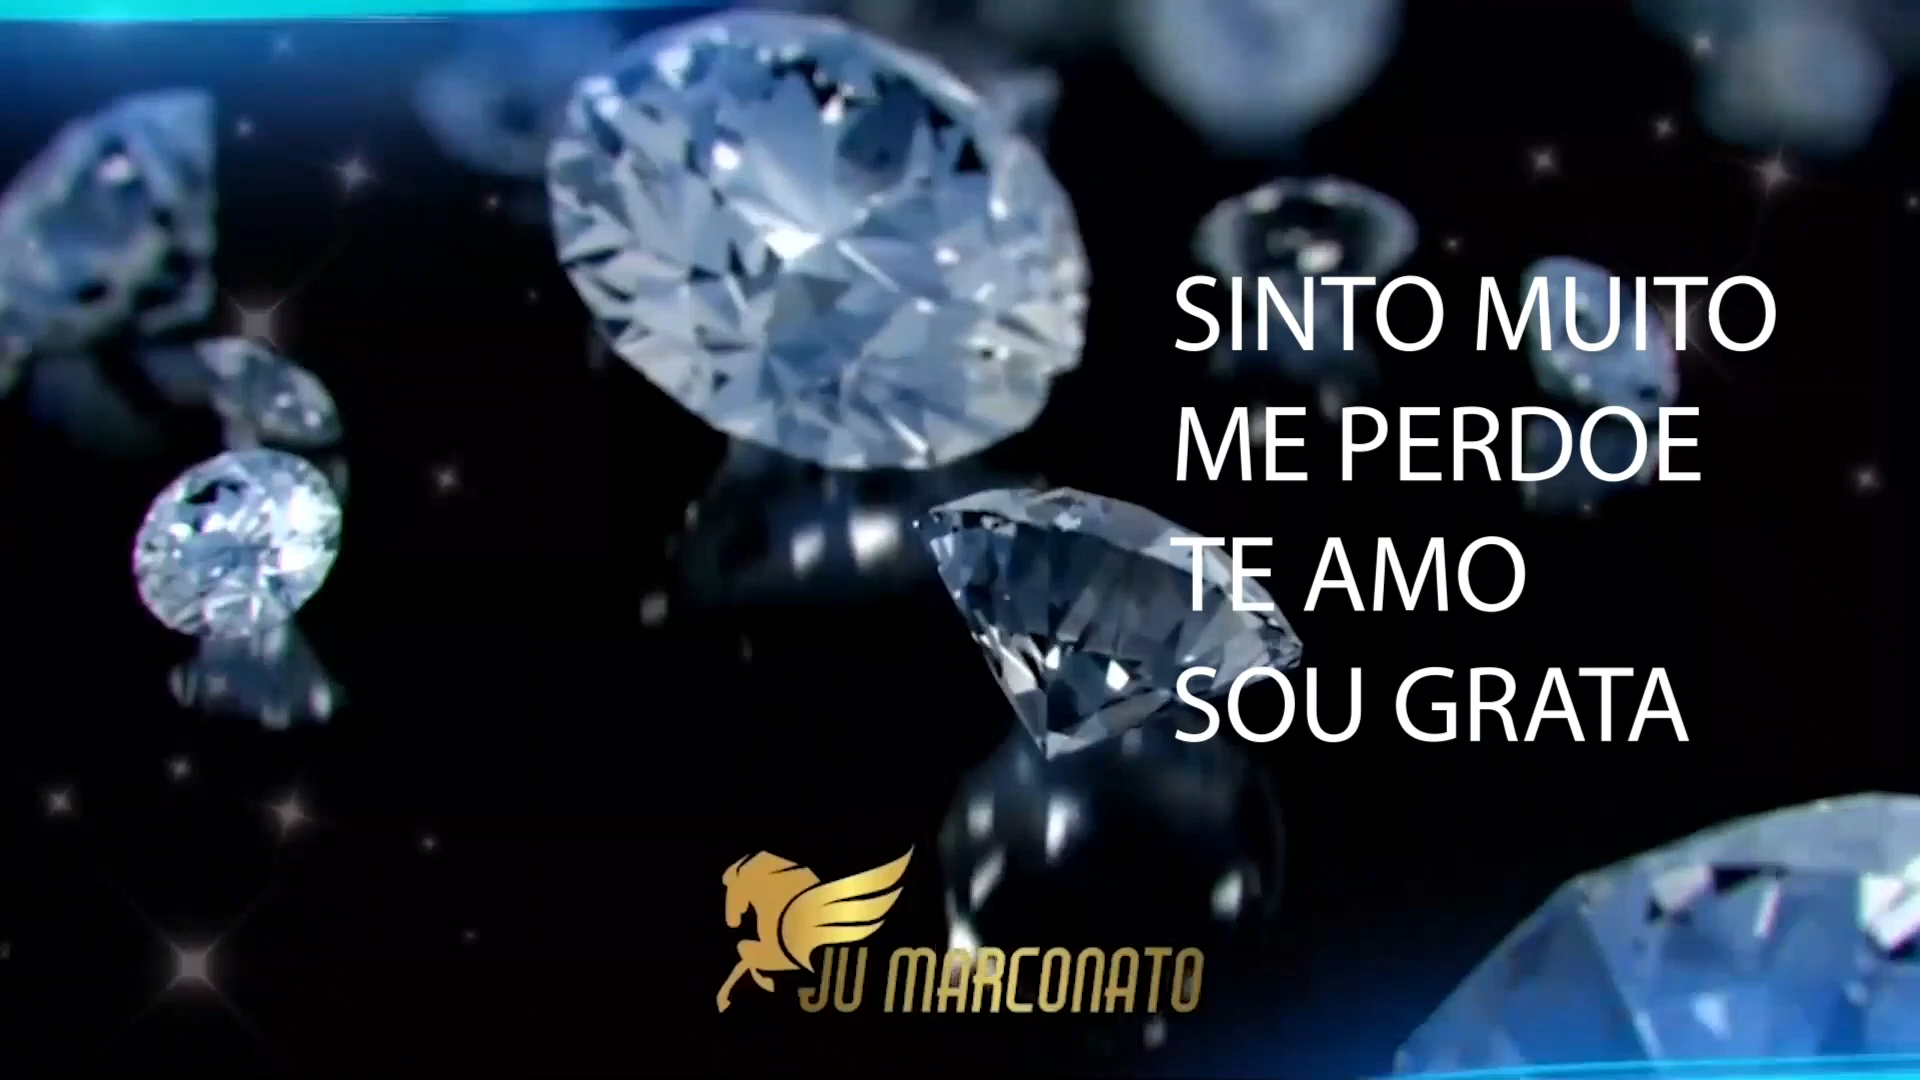 SINTO MUITO
ME PERDOE
TE AMO
SOU GRATA
JU MARCONATO